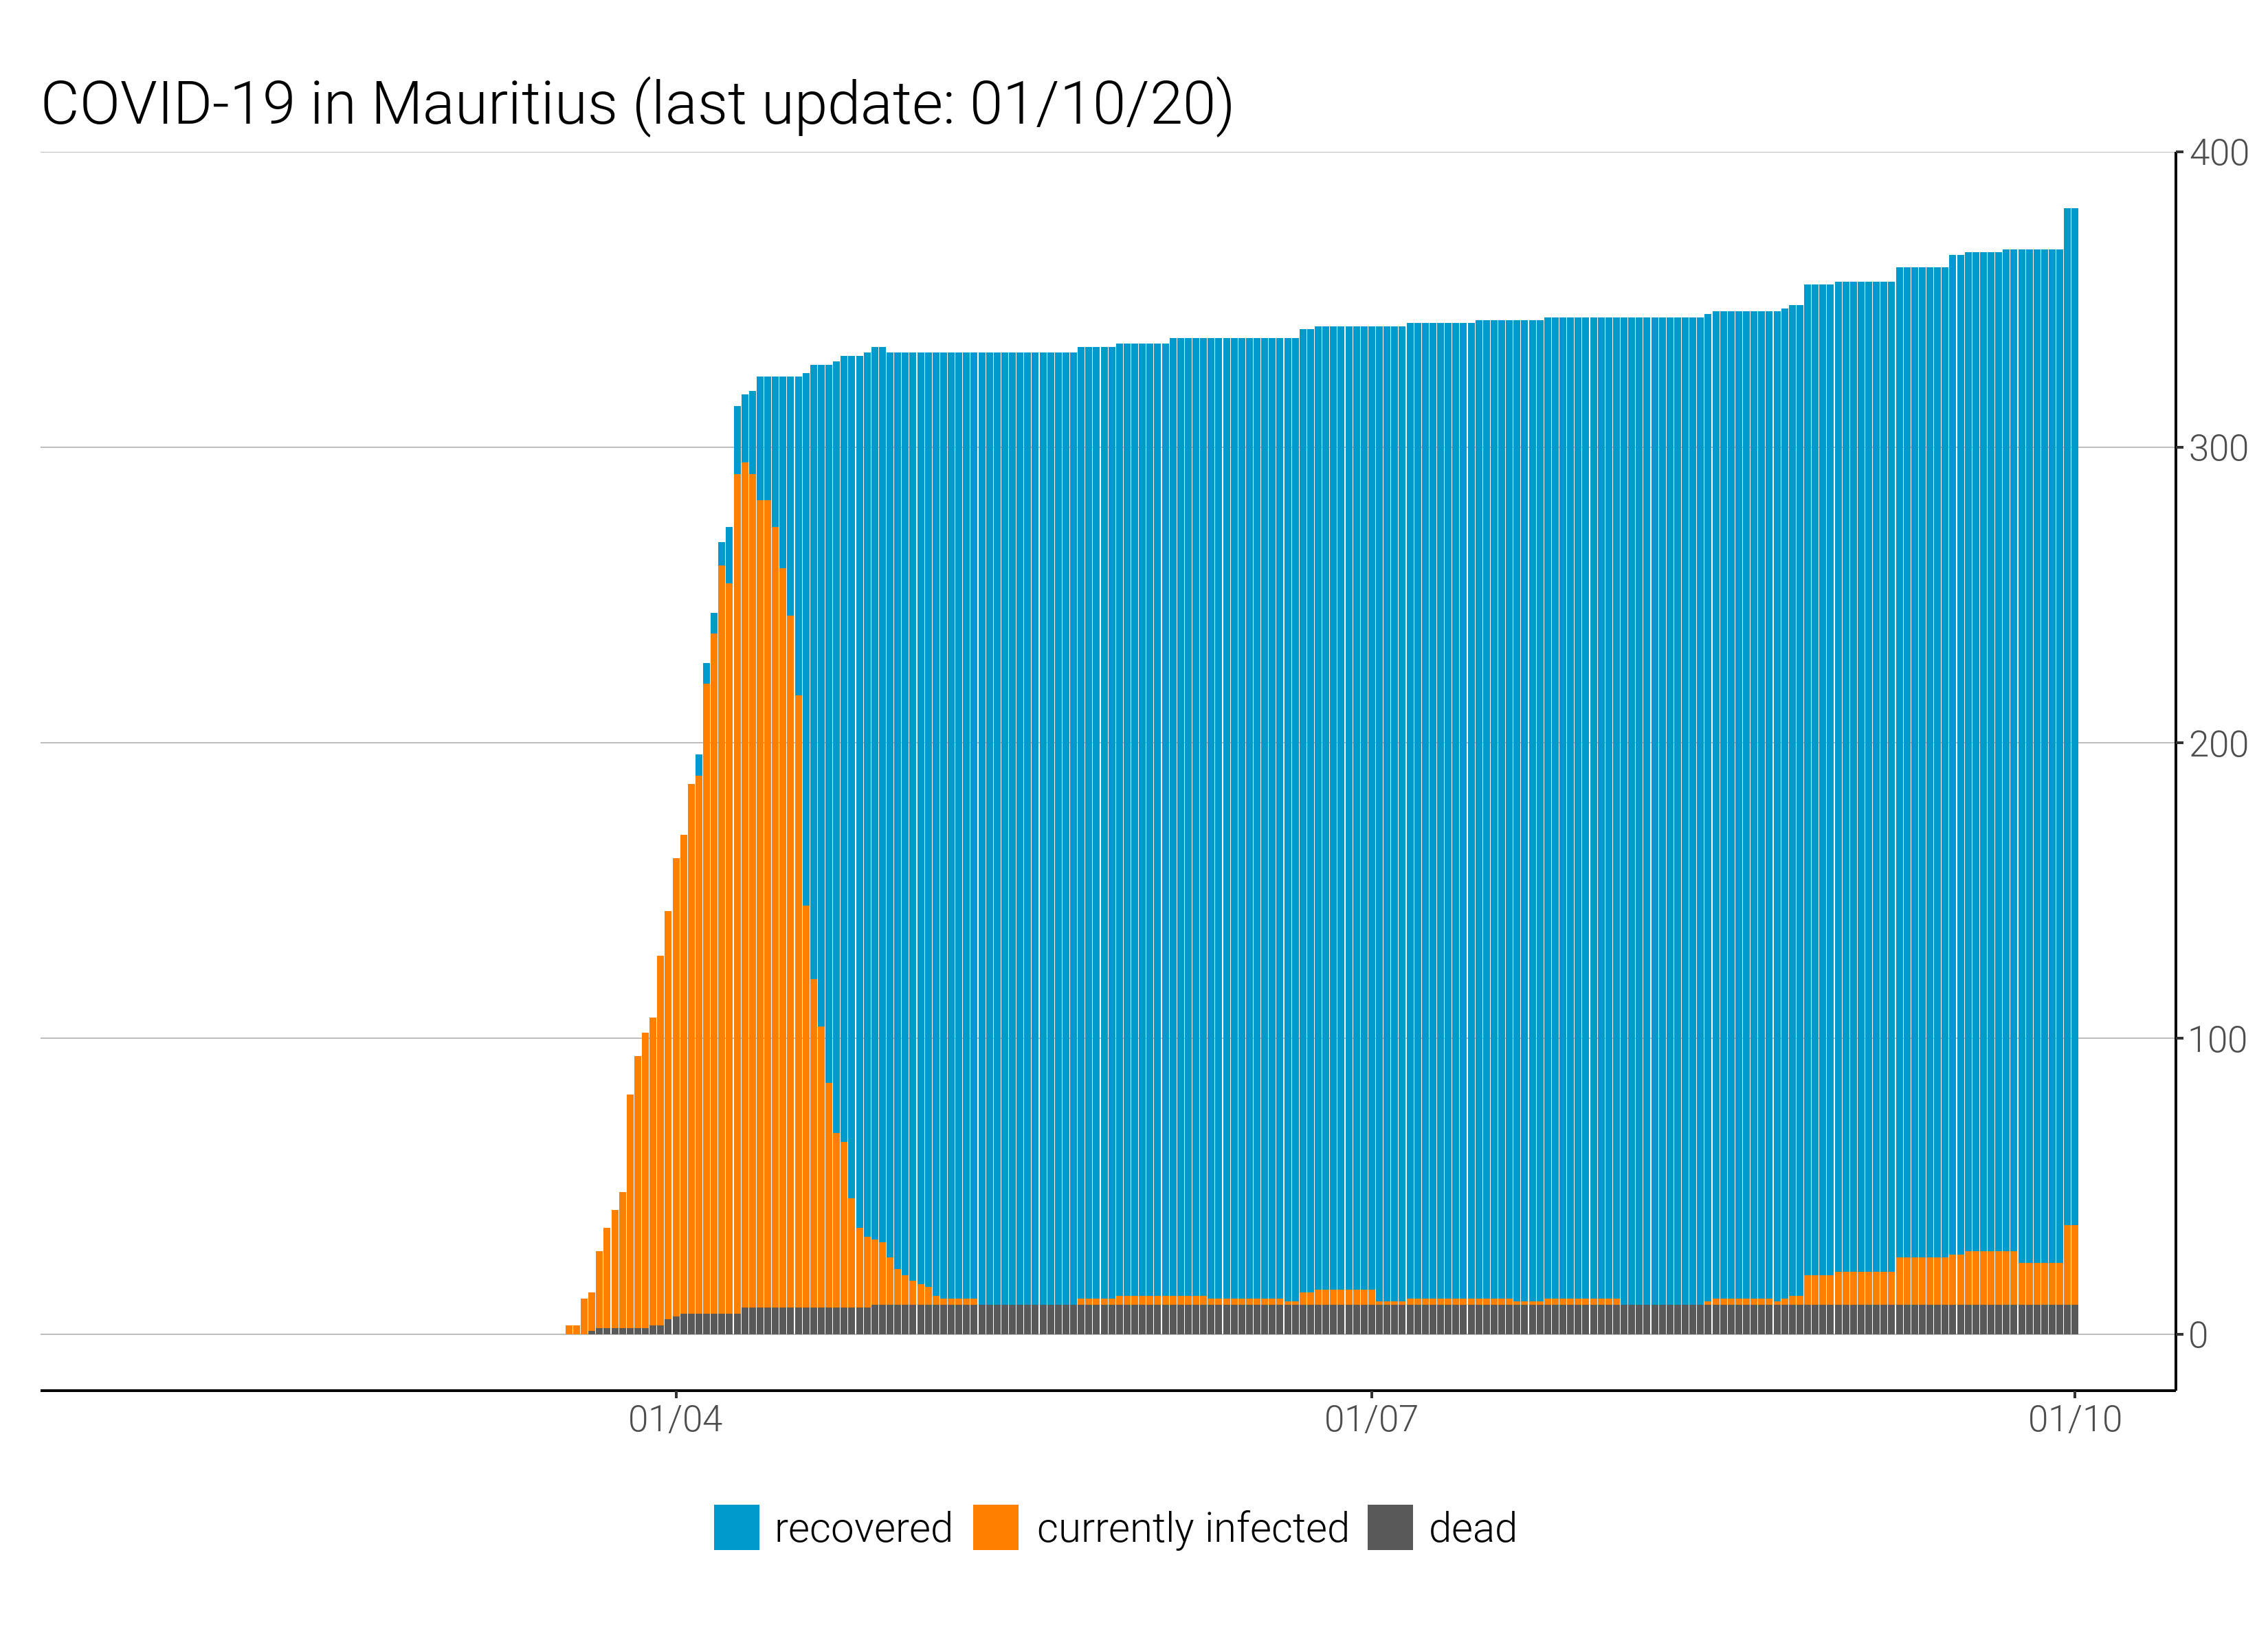 COVID-19 in Mauritius (last update: 01/10/20)
400
300
200
100
0
01/04 01/07 01/10
recovered currently infected dead